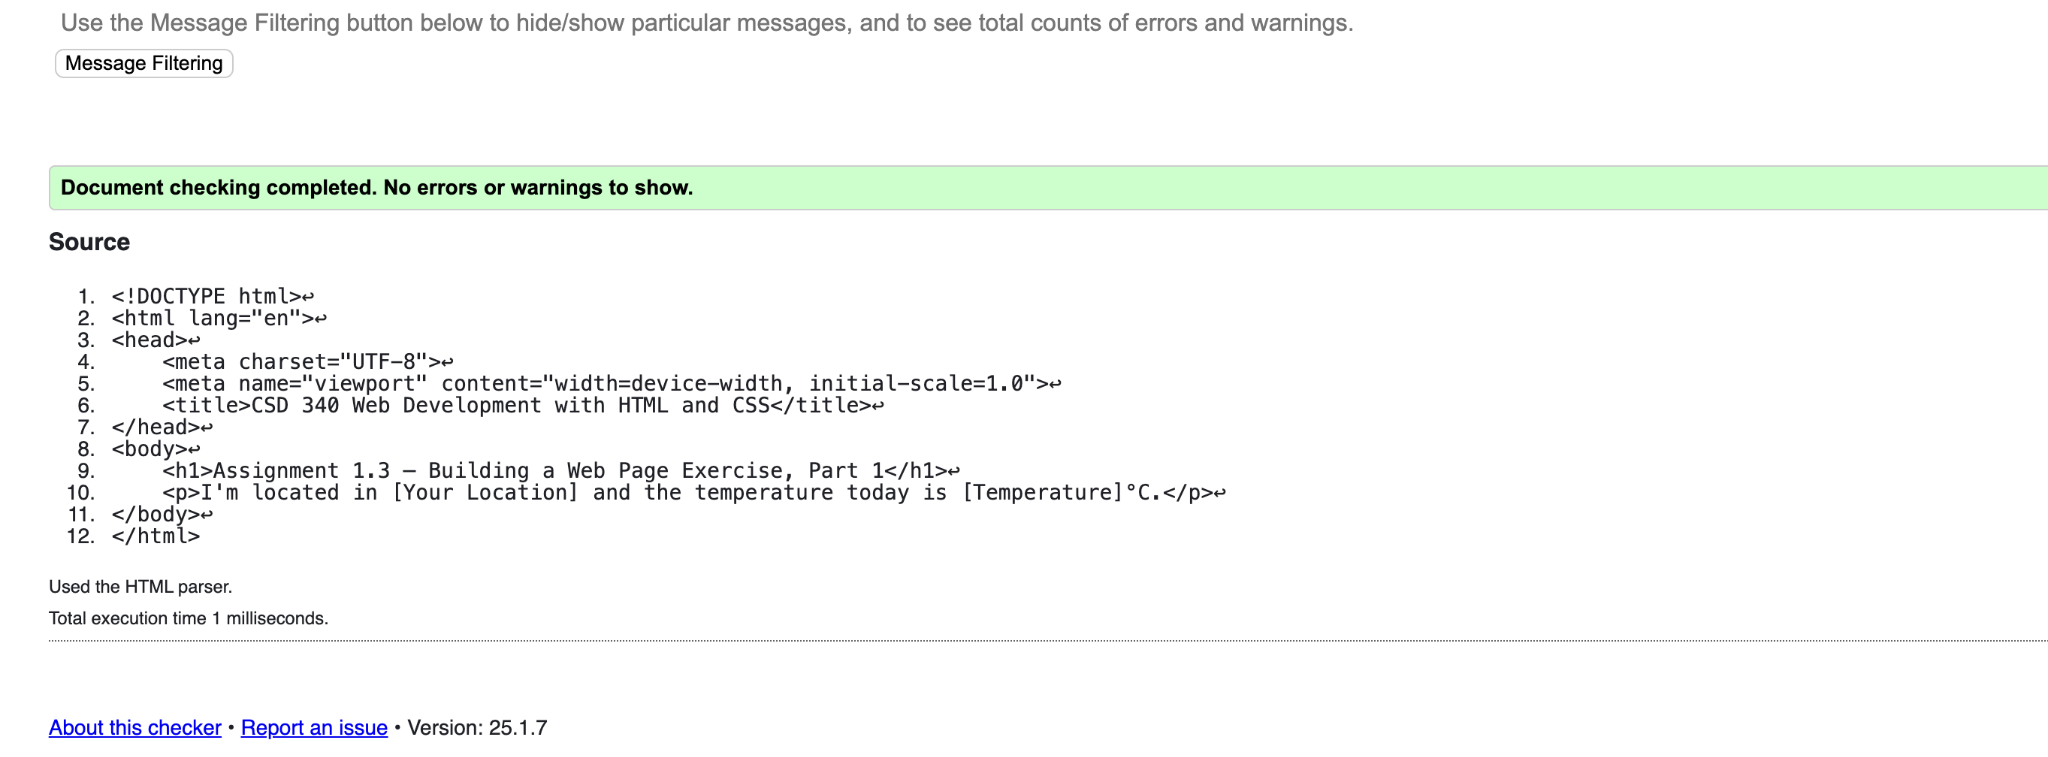 Use the Message Filtering button below to hide/show particular messages, and to see total counts of errors and warnings.
Message Filtering
Document checking completed. No errors or warnings to show.
Source
1. <!DOCTYPE html>↩
2. <html lang="en">↩
3. <head>↩
4.     <meta charset="UTF-8">↩
5.     <meta name="viewport" content="width=device-width, initial-scale=1.0">↩
6.     <title>CSD 340 Web Development with HTML and CSS</title>↩
7. </head>↩
8. <body>↩
9.     <h1>Assignment 1.3 – Building a Web Page Exercise, Part 1</h1>↩
10.     <p>I'm located in [Your Location] and the temperature today is [Temperature]°C.</p>↩
11. </body>↩
12. </html>
Used the HTML parser.
Total execution time 1 milliseconds.
About this checker • Report an issue • Version: 25.1.7